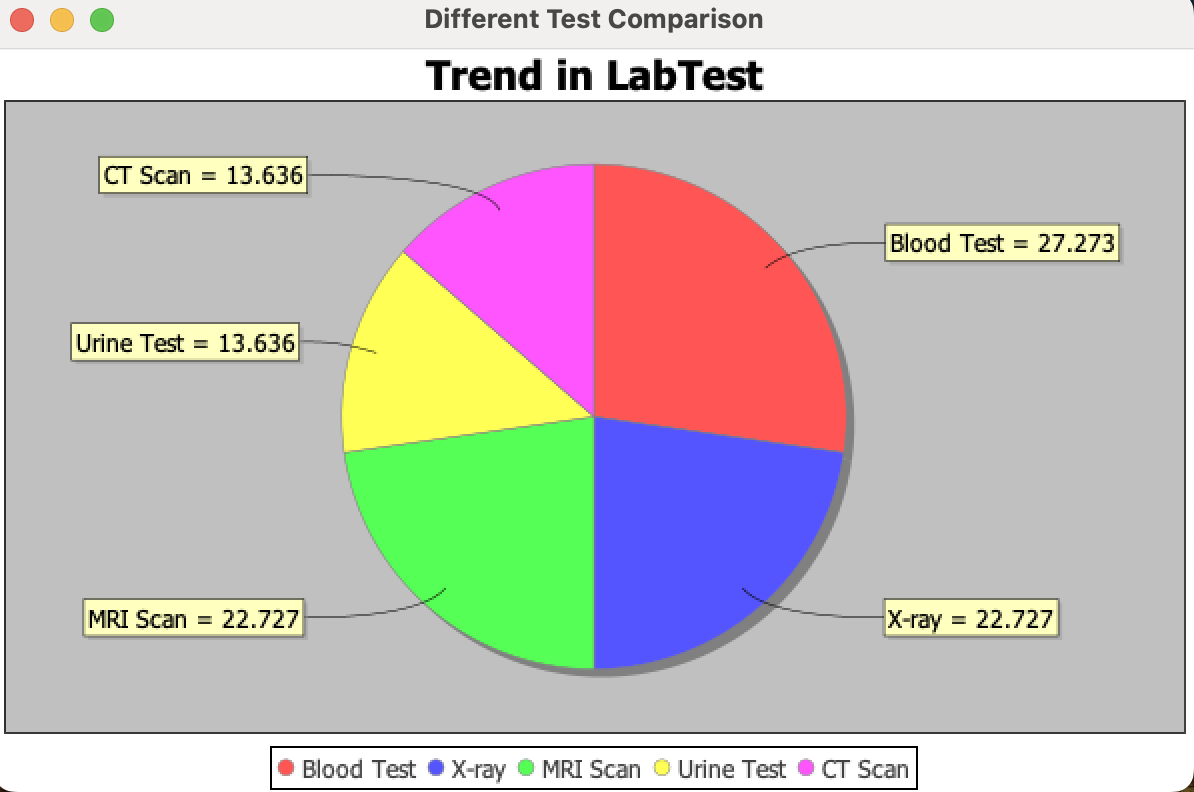 Different Test Comparison
Trend in LabTest
CT Scan = 13.636
Blood Test = 27.273
Urine Test = 13.636
MRI Scan = 22.727
X-ray = 22.727
Blood Test X-ray MRI Scan Urine Test CT Scan